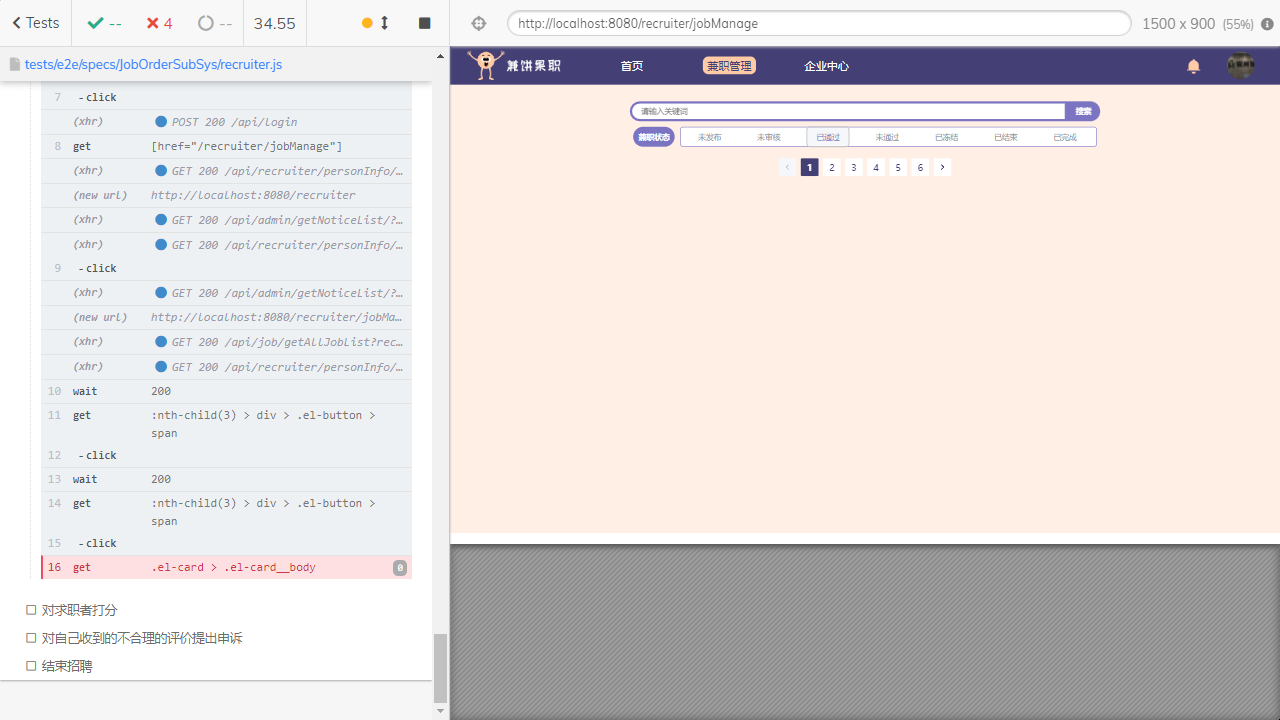 Tests
--
4
--
34.55
http://localhost:8080/recruiter/jobManage
1500 x 900 (55%)
tests/e2e/specs/JobOrderSubSys/recruiter.js
7 - click
(xhr) POST 200 /api/login
8 get [href="/recruiter/jobManage"]
(xhr) GET 200 /api/recruiter/personInfo/…
(new url) http://localhost:8080/recruiter
(xhr) GET 200 /api/admin/getNoticeList/?…
(xhr) GET 200 /api/recruiter/personInfo/…
9 - click
(xhr) GET 200 /api/admin/getNoticeList/?…
(new url) http://localhost:8080/recruiter/jobMa…
(xhr) GET 200 /api/job/getAllJobList?rec…
(xhr) GET 200 /api/recruiter/personInfo/…
10 wait 200
11 get :nth-child(3) > div > .el-button >
span
12 - click
13 wait 200
14 get :nth-child(3) > div > .el-button >
span
15 - click
16 get .el-card > .el-card__body 0
对求职者打分
对自己收到的不合理的评价提出申诉
结束招聘
兼饼果职 首页 兼职管理 企业中心
请输入关键词 搜索
兼职状态 未发布 未审核 已通过 未通过 已冻结 已结束 已完成
‹ 1 2 3 4 5 6 ›